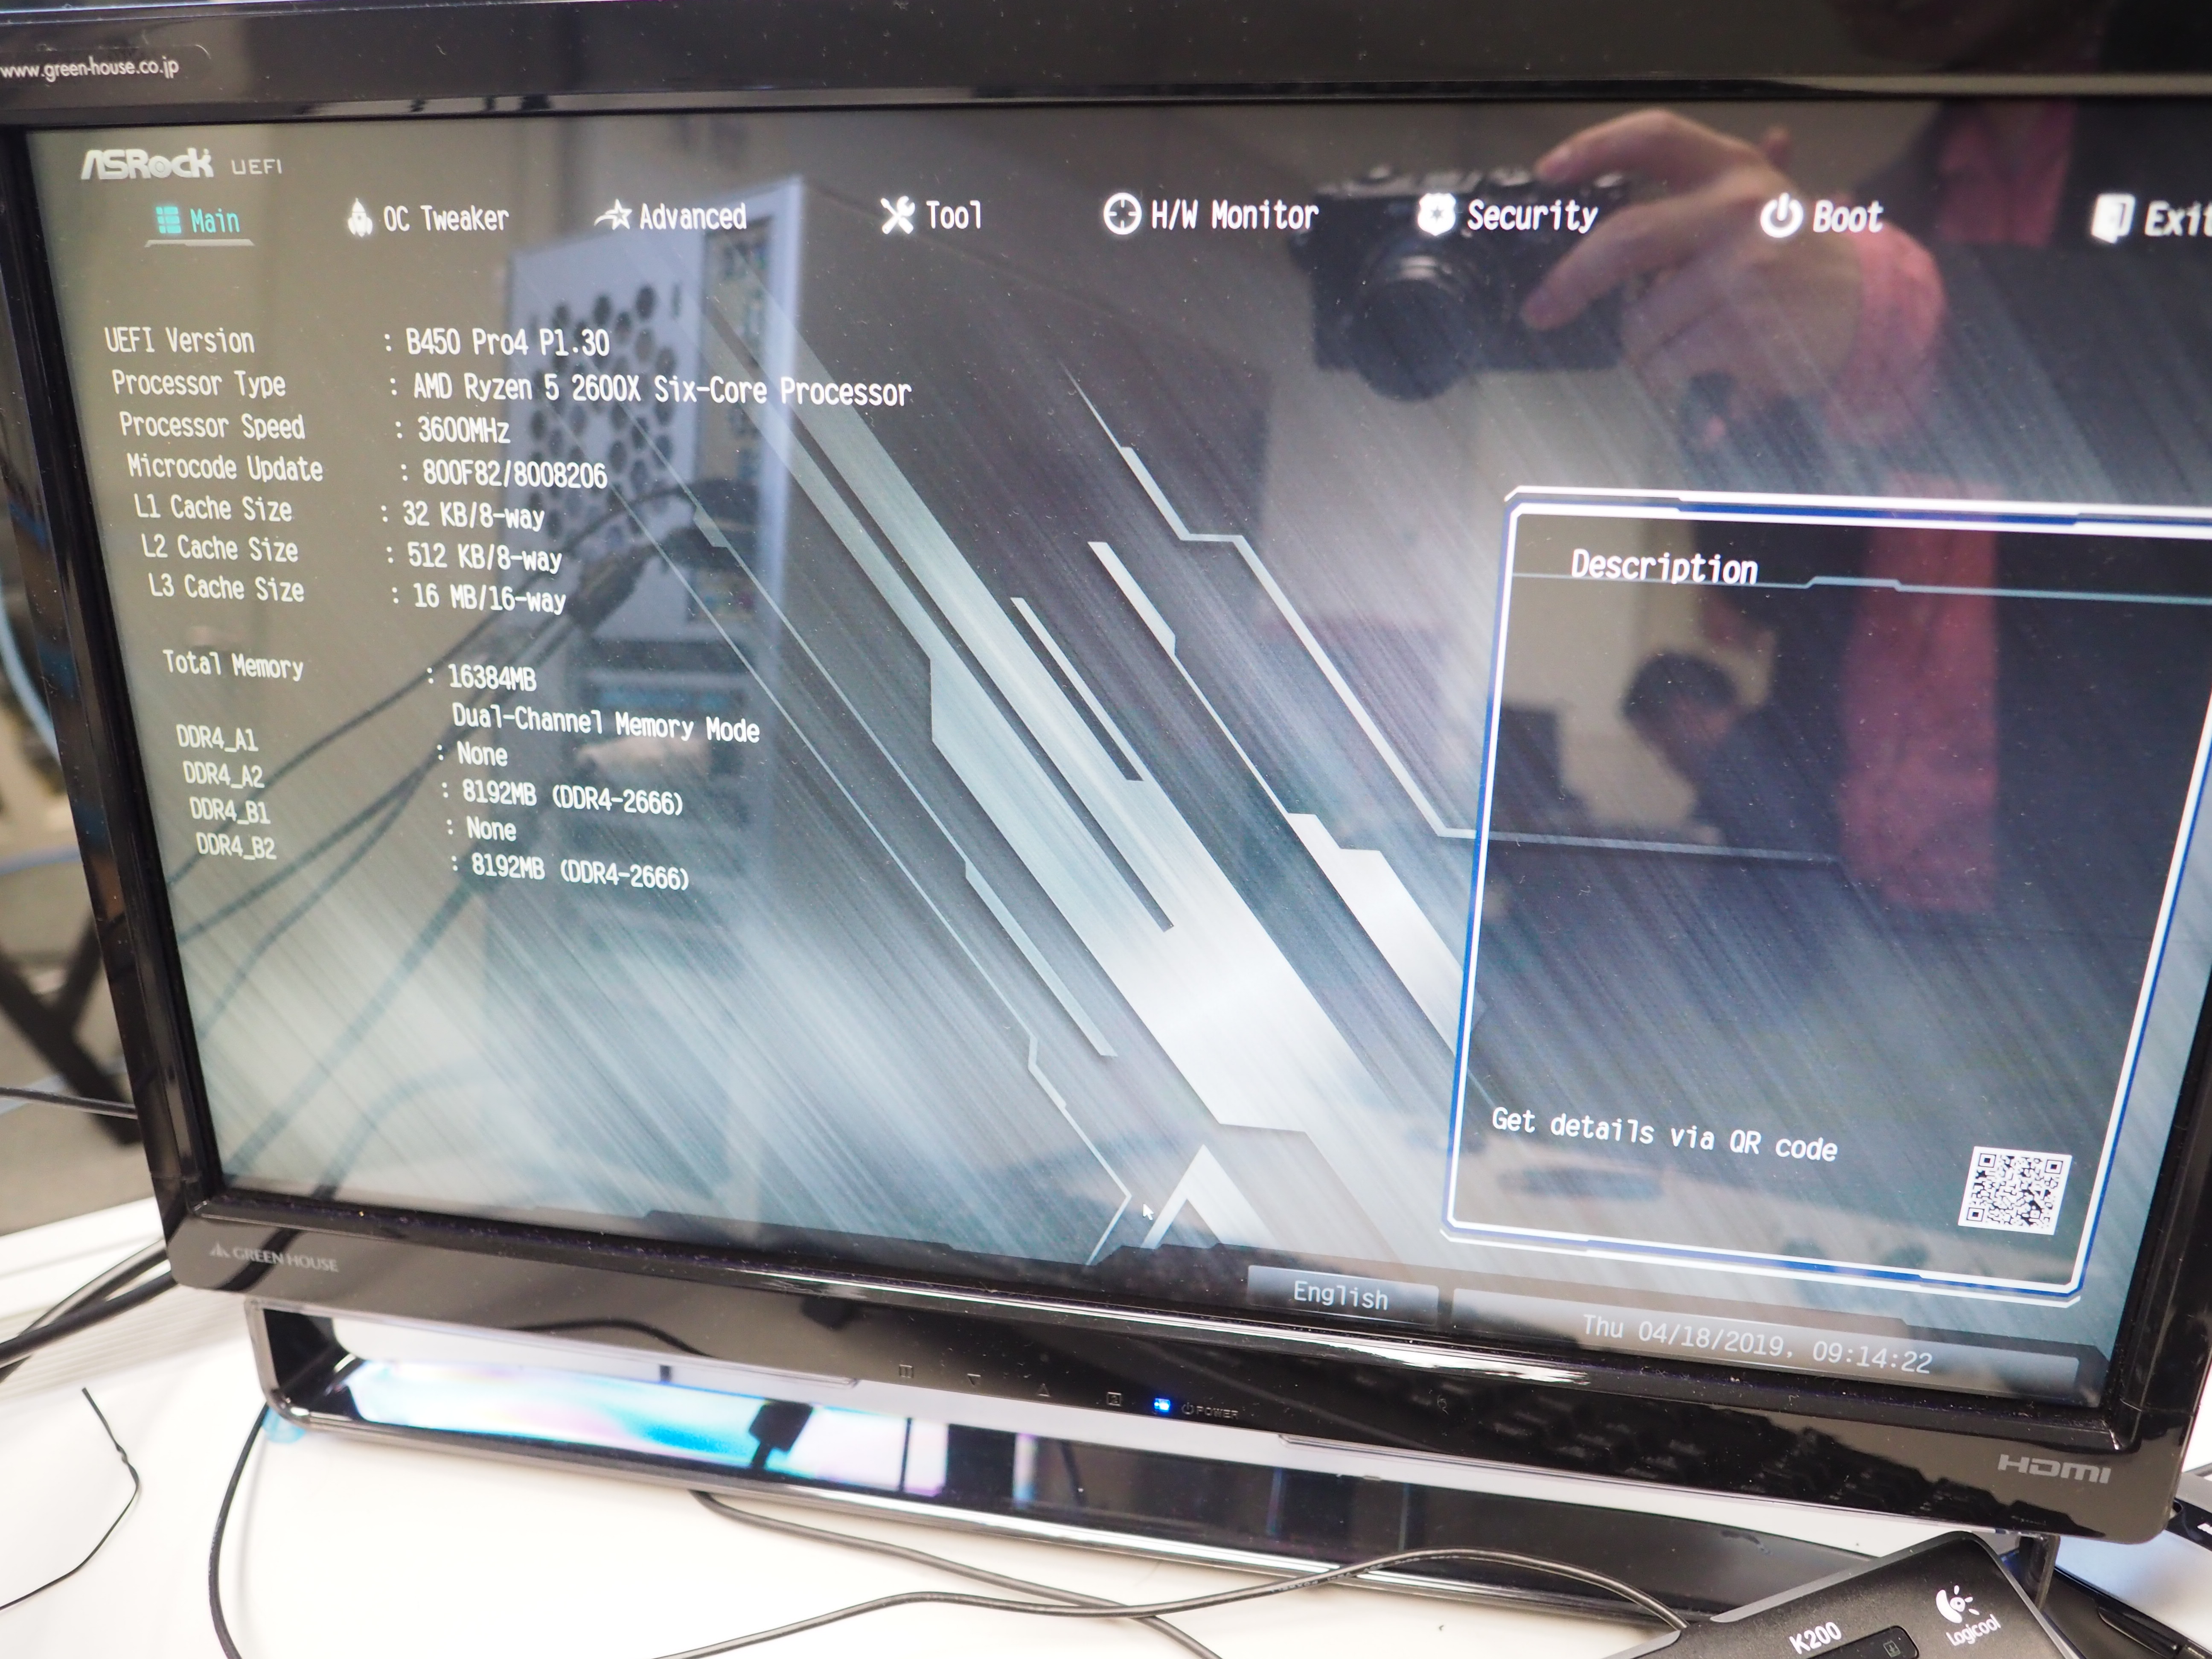 www.green-house.co.jp
ASRock UEFI
Main OC Tweaker Advanced Tool H/W Monitor Security Boot Exit
UEFI Version : B450 Pro4 P1.30
Processor Type : AMD Ryzen 5 2600X Six-Core Processor
Processor Speed : 3600MHz
Microcode Update : 800F82/8008206
L1 Cache Size : 32 KB/8-way
L2 Cache Size : 512 KB/8-way
L3 Cache Size : 16 MB/16-way
Total Memory : 16384MB
Dual-Channel Memory Mode
DDR4_A1 : None
DDR4_A2 : 8192MB (DDR4-2666)
DDR4_B1 : None
DDR4_B2 : 8192MB (DDR4-2666)
Description
Get details via QR code
English
Thu 04/18/2019, 09:14:22
GREEN HOUSE
POWER
HDMI
K200
Logicool